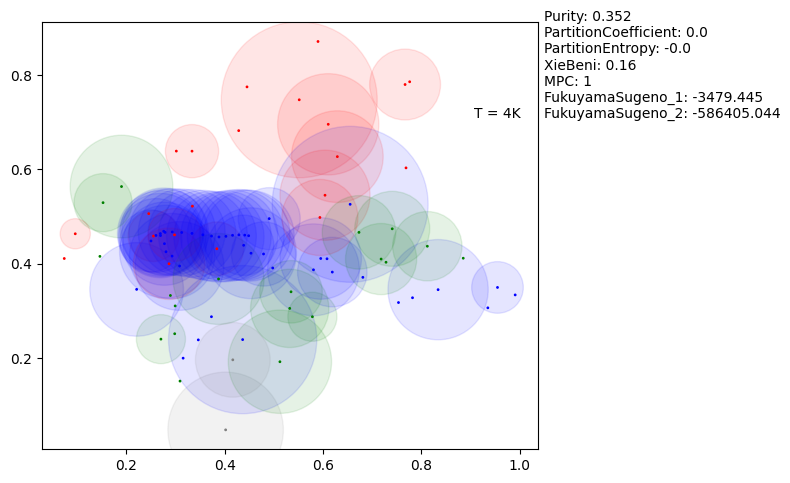 Purity: 0.352
PartitionCoefficient: 0.0
PartitionEntropy: -0.0
XieBeni: 0.16
MPC: 1
FukuyamaSugeno_1: -3479.445
FukuyamaSugeno_2: -586405.044
T = 4K
0.8
0.6
0.4
0.2
0.2 0.4 0.6 0.8 1.0